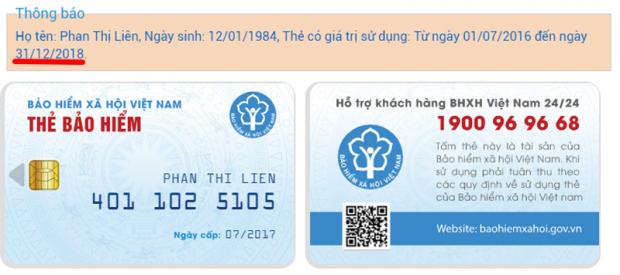 Thông báo
Họ tên: Phan Thị Liên, Ngày sinh: 12/01/1984, Thẻ có giá trị sử dụng: Từ ngày 01/07/2016 đến ngày
31/12/2018.
BẢO HIỂM XÃ HỘI VIỆT NAM
THẺ BẢO HIỂM
BẢO HIỂM XÃ HỘI VIỆT NAM
PHAN THI LIEN
401 102 5105
Ngày cấp: 07/2017
Hỗ trợ khách hàng BHXH Việt Nam 24/24
1900 96 96 68
BẢO HIỂM XÃ HỘI VIỆT NAM
Tấm thẻ này là tài sản của
Bảo hiểm xã hội Việt Nam. Khi
sử dụng phải tuân thu theo
các quy định về sử dụng thẻ
của Bảo hiểm xã hội Việt Nam
Website: baohiemxahoi.gov.vn